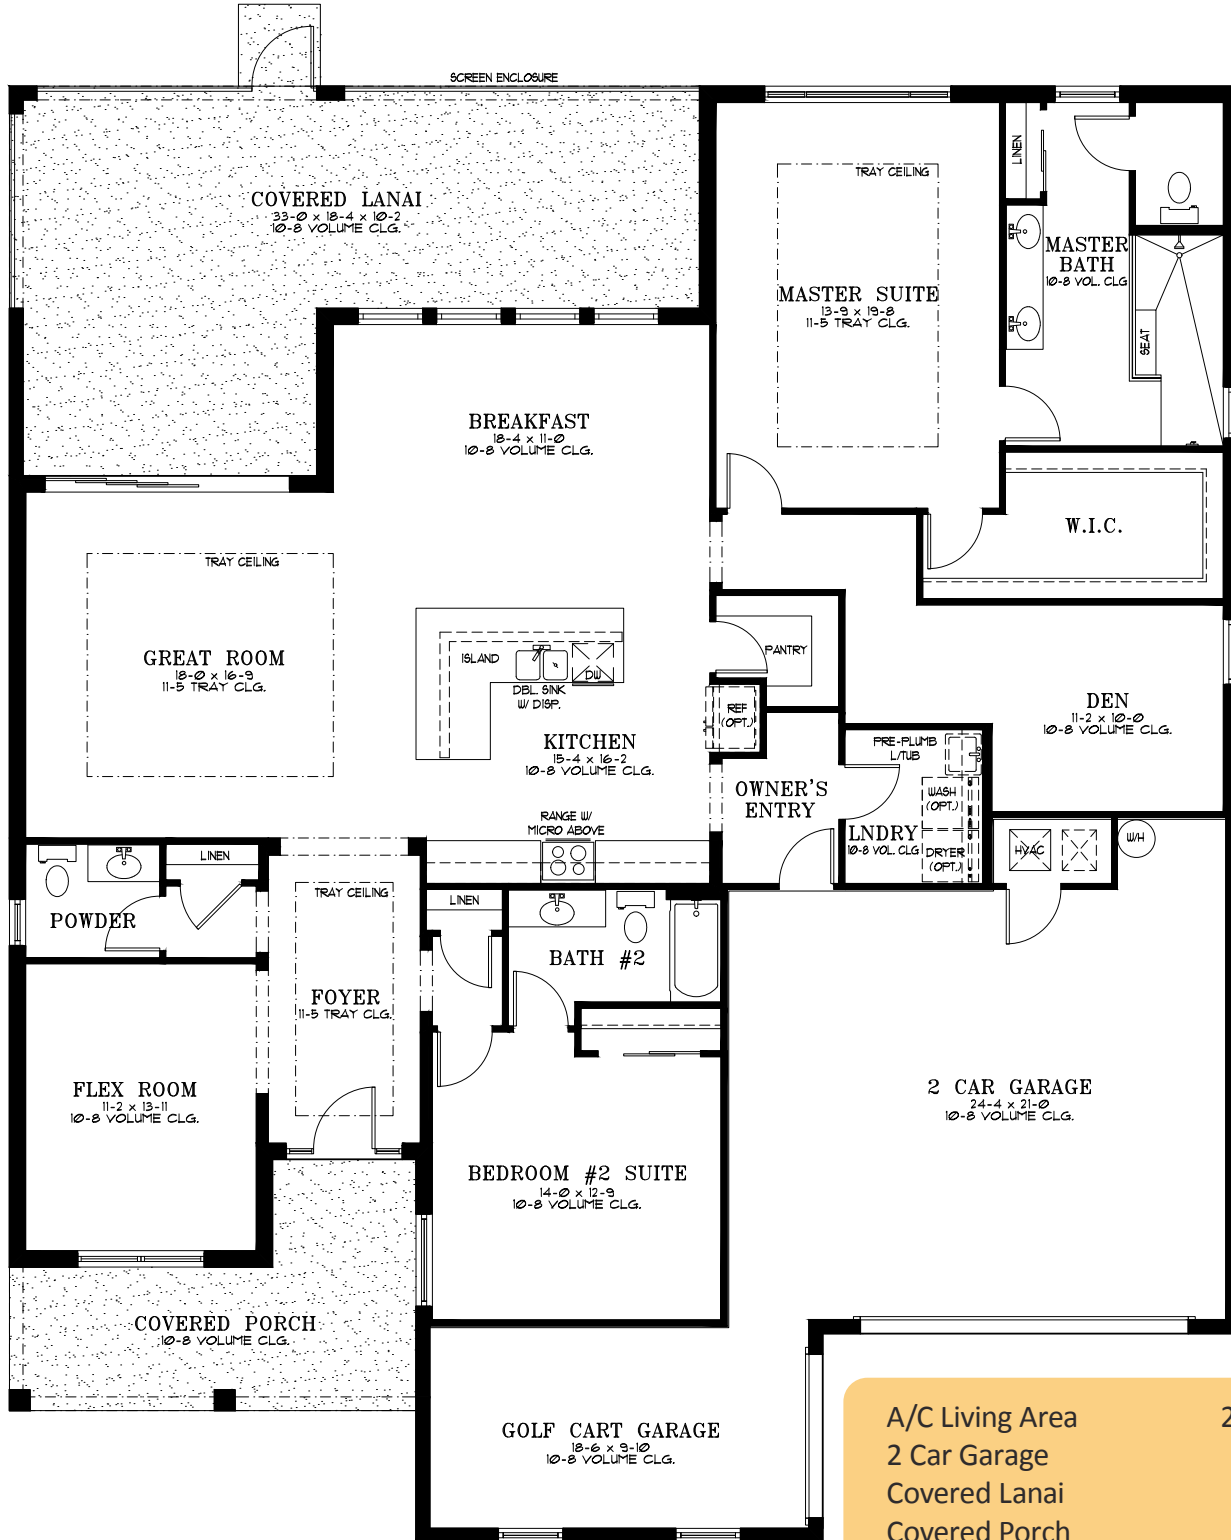 SCREEN ENCLOSURE
COVERED LANAI
33-0 x 18-4 x 10-2
10-8 VOLUME CLG.
TRAY CEILING
MASTER SUITE
13-9 x 19-8
11-5 TRAY CLG.
LINEN
MASTER
BATH
10-8 VOL. CLG
SEAT
BREAKFAST
18-4 x 11-0
10-8 VOLUME CLG.
W.I.C.
TRAY CEILING
GREAT ROOM
18-0 x 16-9
11-5 TRAY CLG.
ISLAND
DW
DBL. SINK
W/ DISP.
PANTRY
REF
(OPT.)
KITCHEN
15-4 x 16-2
10-8 VOLUME CLG.
DEN
11-2 x 10-0
10-8 VOLUME CLG.
OWNER'S
ENTRY
PRE-PLUMB
L/TUB
WASH
(OPT.)
LNDRY
10-8 VOL. CLG
DRYER
(OPT.)
RANGE W/
MICRO ABOVE
HVAC
W/H
LINEN
POWDER
TRAY CEILING
FOYER
11-5 TRAY CLG.
LINEN
BATH #2
FLEX ROOM
11-2 x 13-11
10-8 VOLUME CLG.
2 CAR GARAGE
24-4 x 21-0
10-8 VOLUME CLG.
BEDROOM #2 SUITE
14-0 x 12-9
10-8 VOLUME CLG.
COVERED PORCH
10-8 VOLUME CLG.
GOLF CART GARAGE
18-6 x 9-10
10-8 VOLUME CLG.
A/C Living Area 2
2 Car Garage
Covered Lanai
Covered Porch